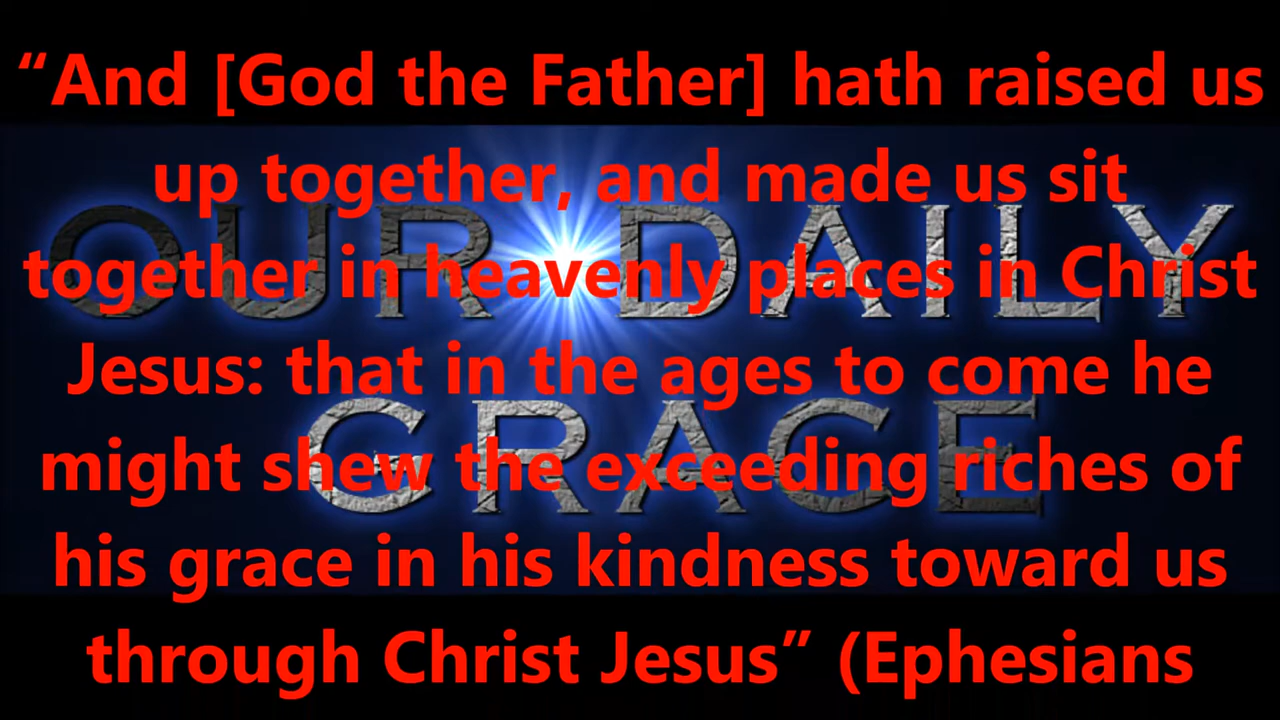 “And [God the Father] hath raised us
up together, and made us sit
together in heavenly places in Christ
Jesus: that in the ages to come he
might shew the exceeding riches of
his grace in his kindness toward us
through Christ Jesus” (Ephesians
OUR DAILY
GRACE